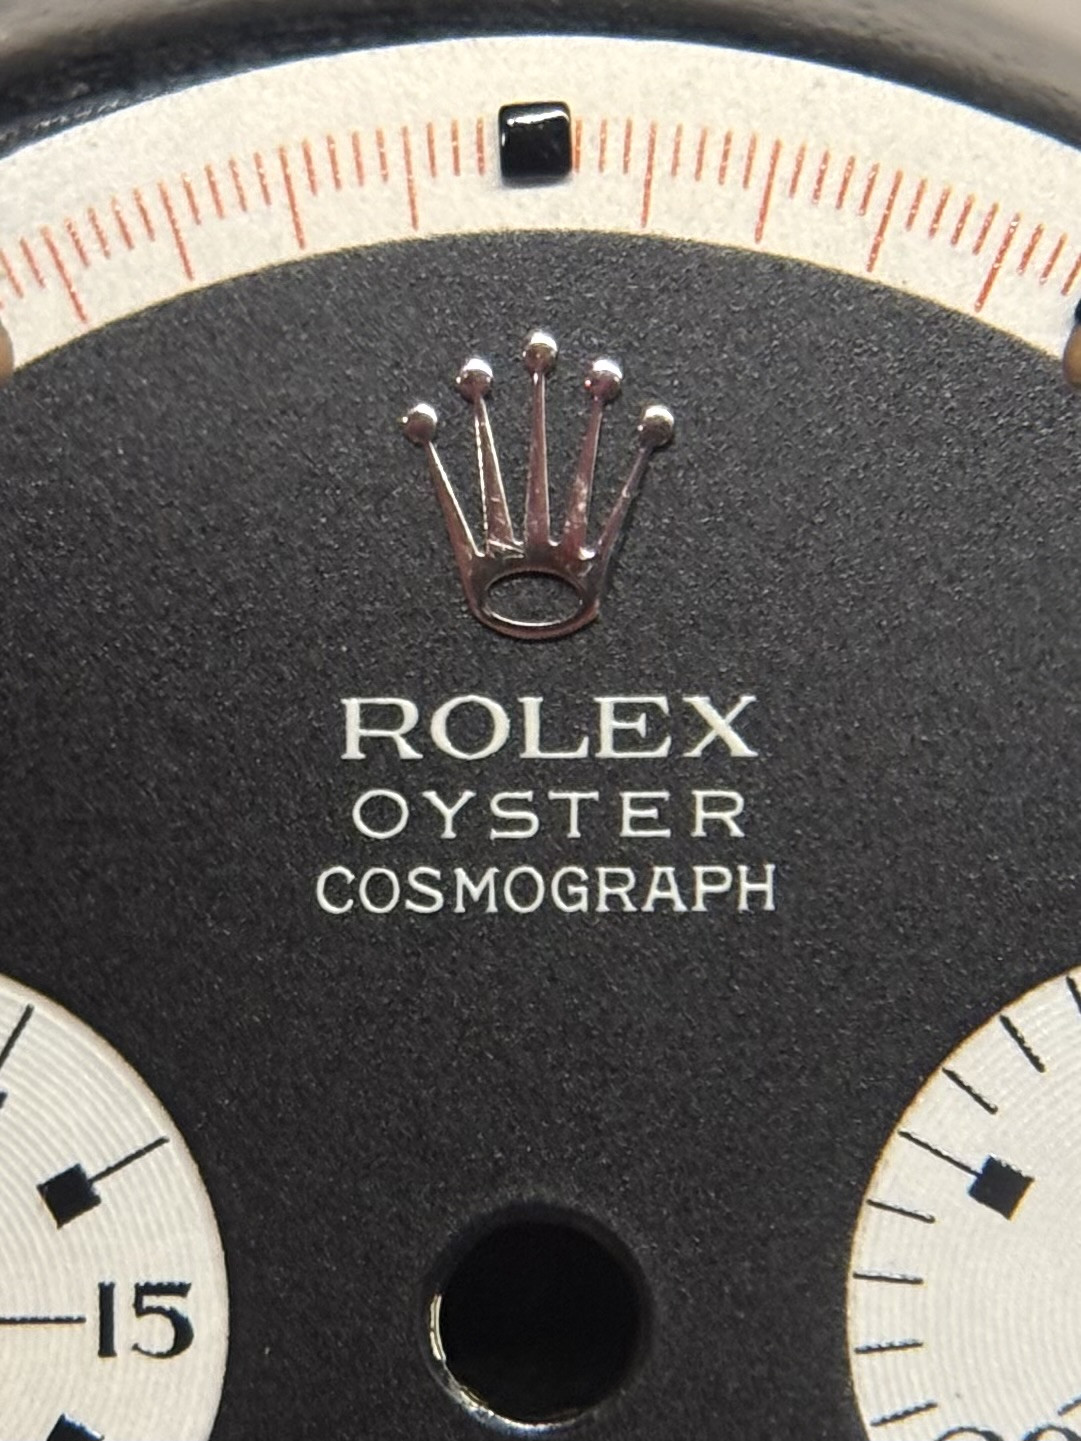 ROLEX
OYSTER
COSMOGRAPH
15